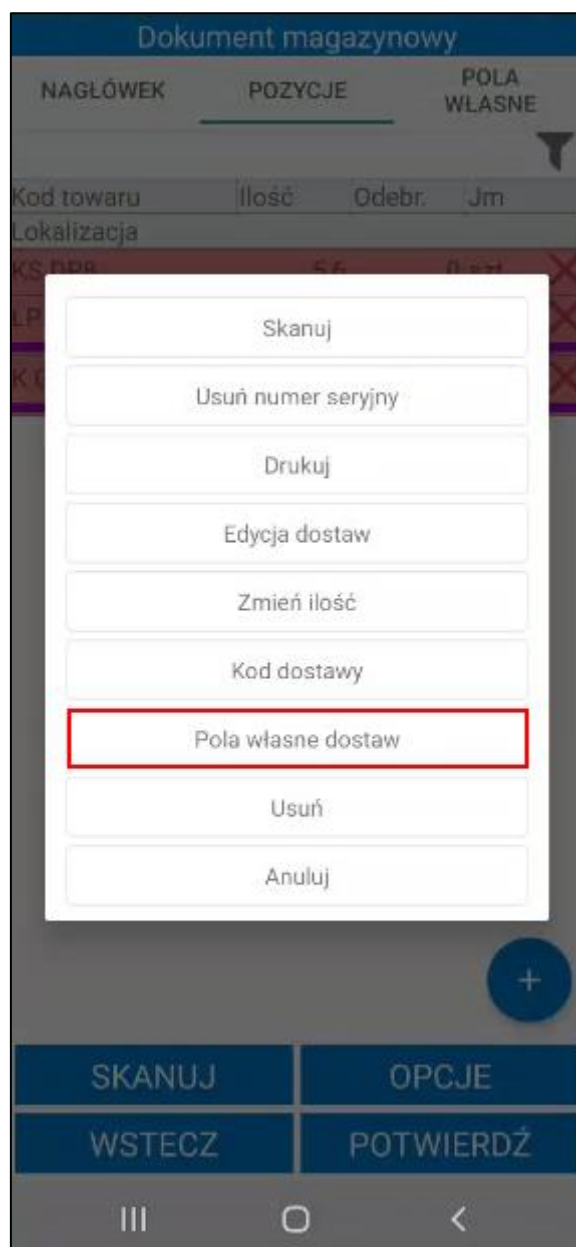 Dokument magazynowy
NAGŁÓWEK POZYCJE POLA WŁASNE
Kod towaru Ilość Odebr. Jm
Lokalizacja
Skanuj
Usuń numer seryjny
Drukuj
Edycja dostaw
Zmień ilość
Kod dostawy
Pola własne dostaw
Usuń
Anuluj
+
SKANUJ OPCJE
WSTECZ POTWIERDŹ